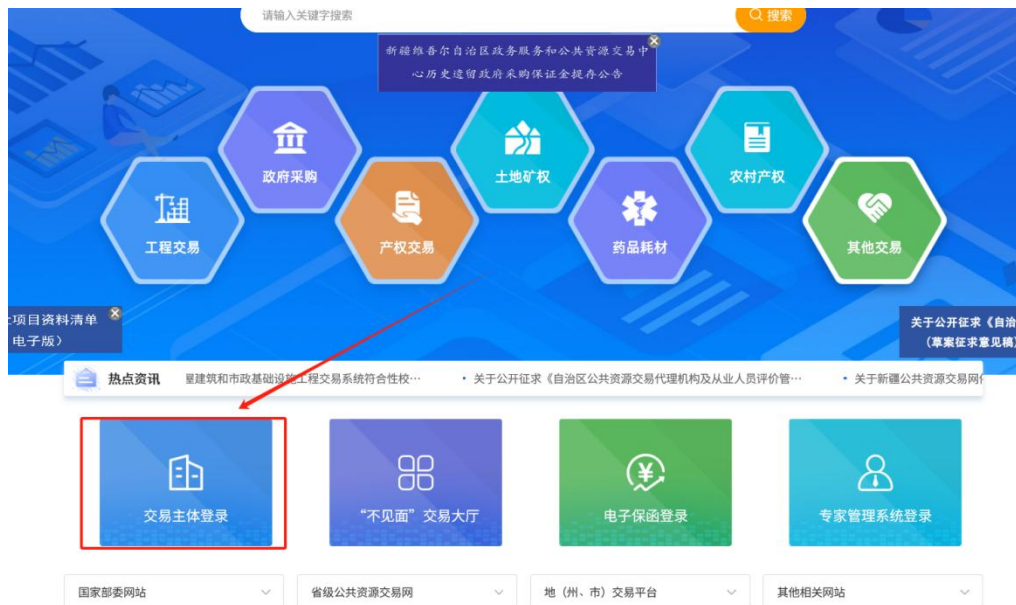 请输入关键字搜索
搜索
新疆维吾尔自治区政务服务和公共资源交易中
心历史遗留政府采购保证金提存公告
政府采购
土地矿权
农村产权
工程交易
产权交易
药品耗材
其他交易
项目资料清单
电子版）
关于公开征求《自治
（草案征求意见稿）
热点资讯
屋建筑和市政基础设施工程交易系统符合性校…
• 关于公开征求《自治区公共资源交易代理机构及从业人员评价管…
• 关于新疆公共资源交易网
交易主体登录
“不见面”交易大厅
电子保函登录
专家管理系统登录
国家部委网站
省级公共资源交易网
地（州、市）交易平台
其他相关网站